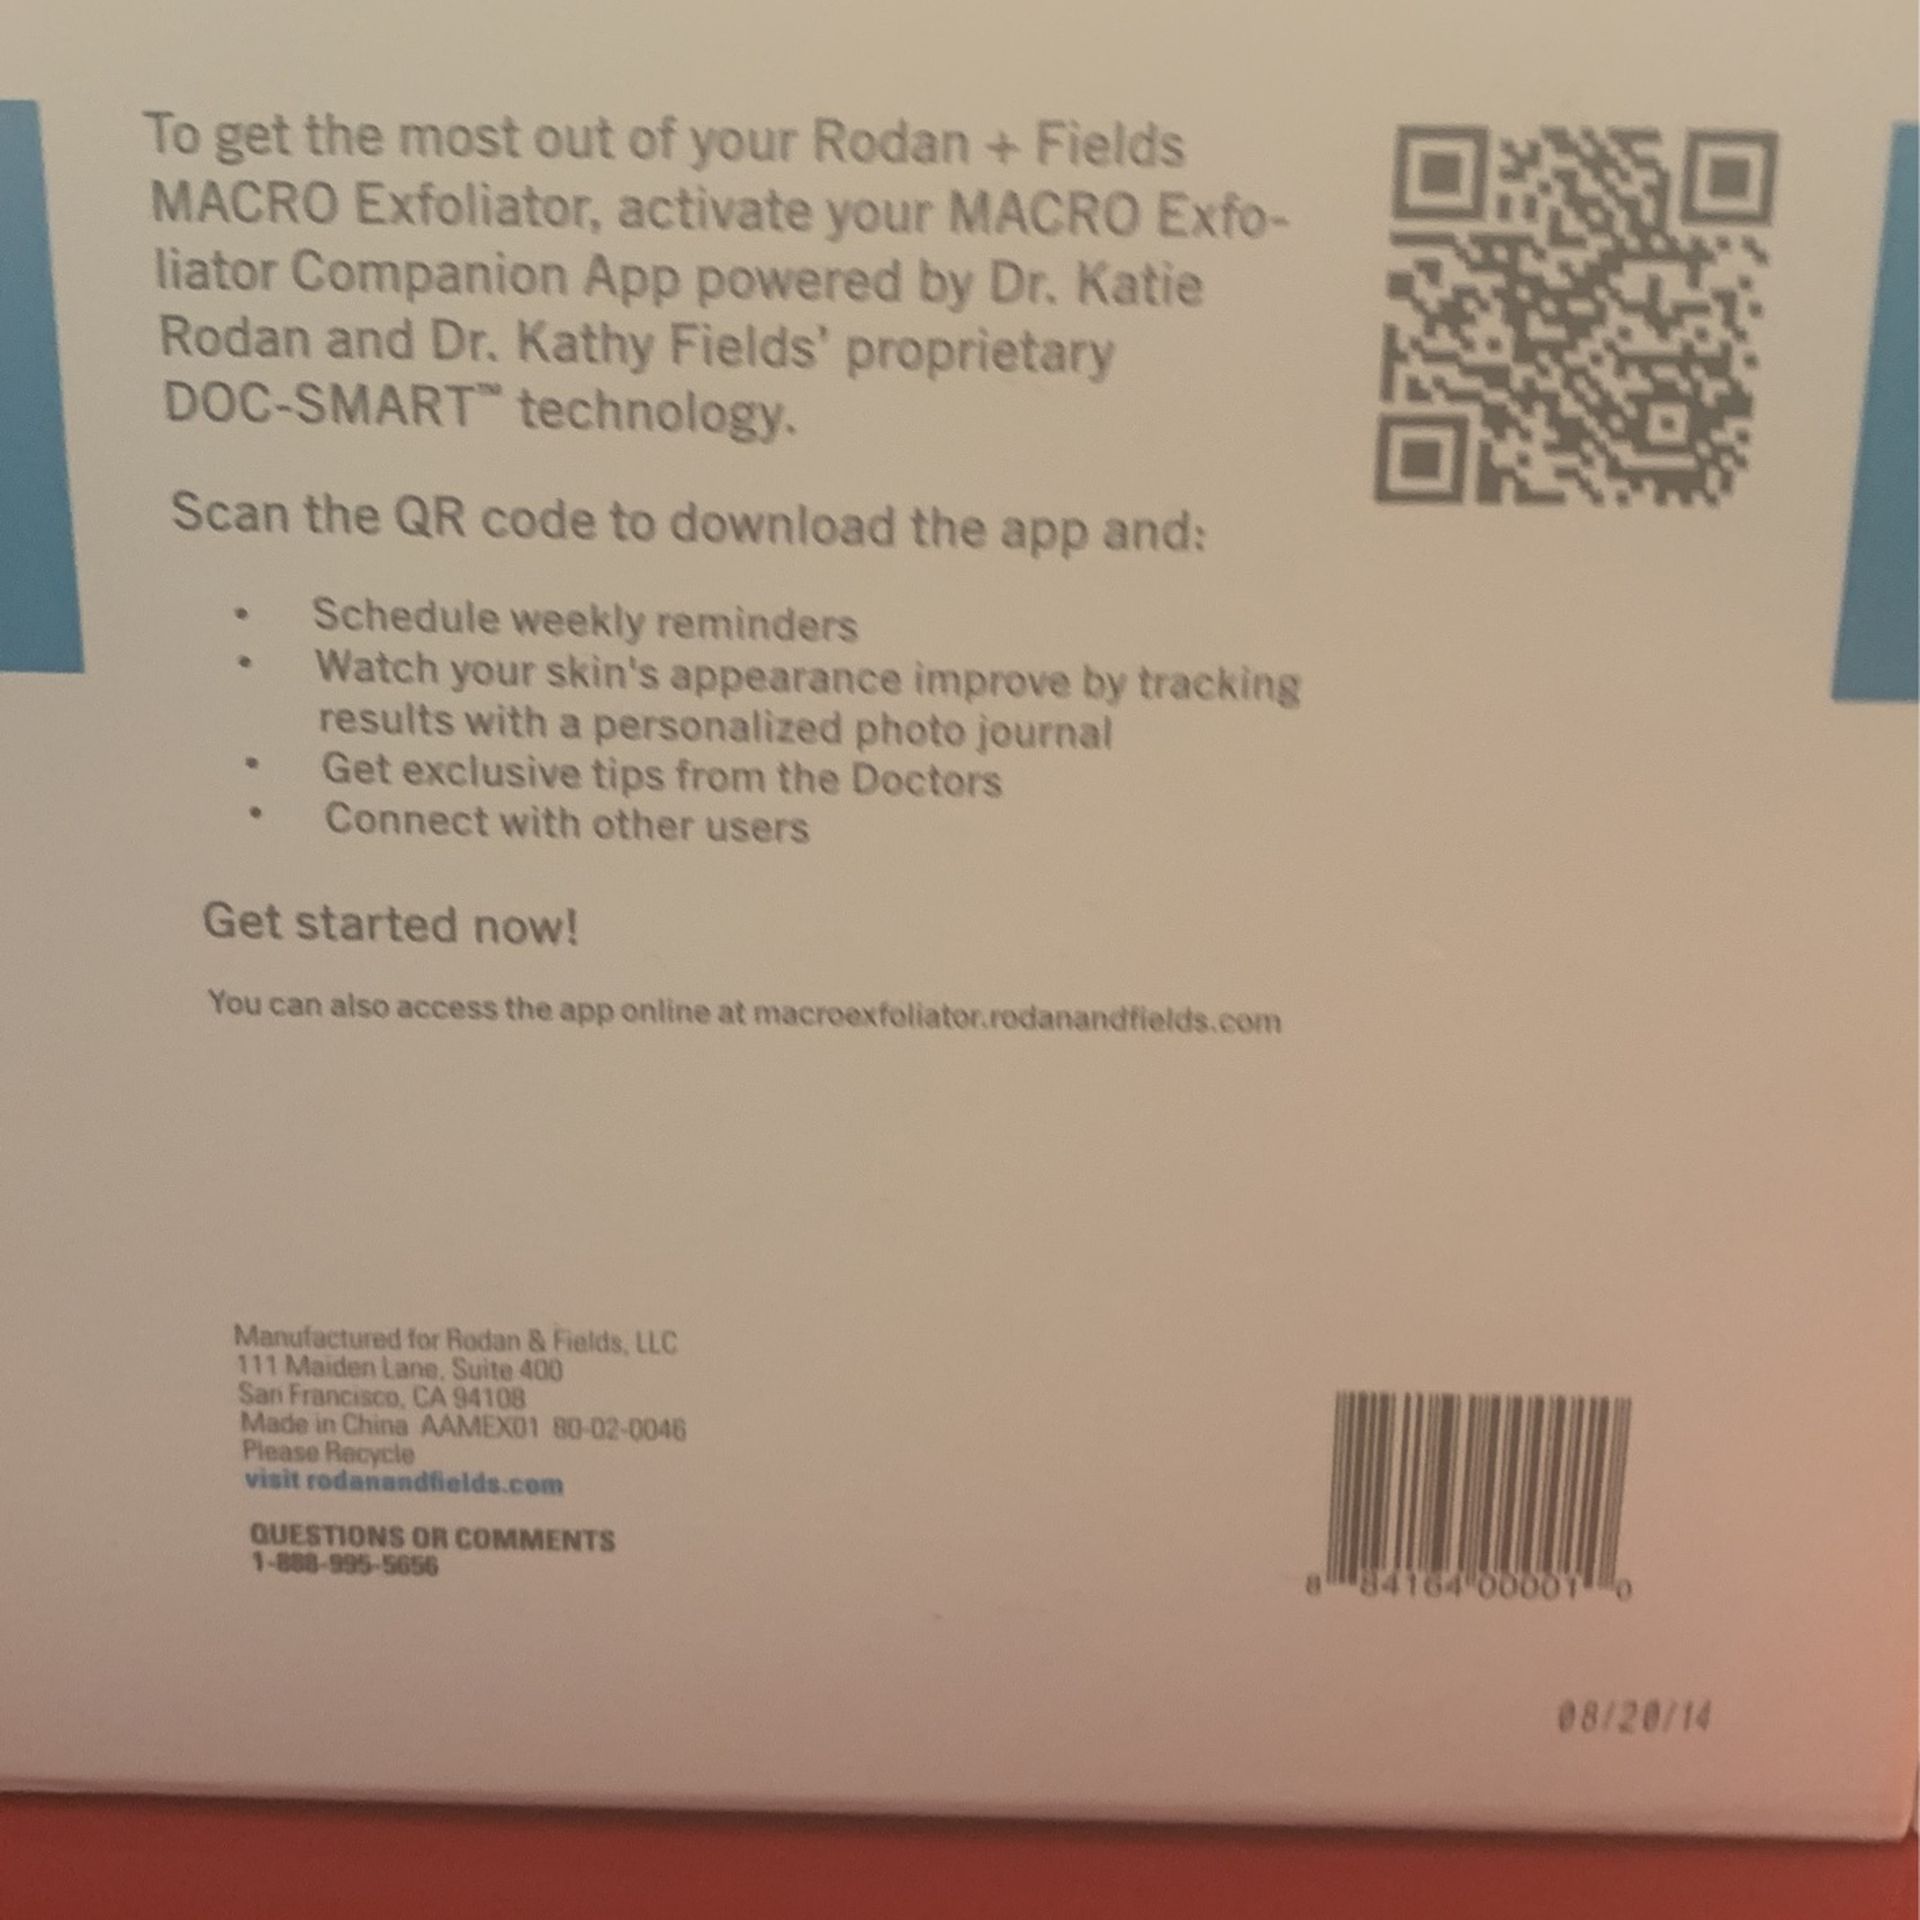 To get the most out of your Rodan + Fields
MACRO Exfoliator, activate your MACRO Exfo-
liator Companion App powered by Dr. Katie
Rodan and Dr. Kathy Fields' proprietary
DOC-SMART™ technology.
Scan the QR code to download the app and:
• Schedule weekly reminders
• Watch your skin's appearance improve by tracking
results with a personalized photo journal
• Get exclusive tips from the Doctors
• Connect with other users
Get started now!
You can also access the app online at macroexfoliator.rodanandfields.com
Manufactured for Rodan & Fields, LLC
111 Maiden Lane, Suite 400
San Francisco, CA 94108
Made in China AAMEX01 80-02-0046
Please Recycle
visit rodanandfields.com
QUESTIONS OR COMMENTS
1-888-995-5656
8 84164 00001 0
08/20/14